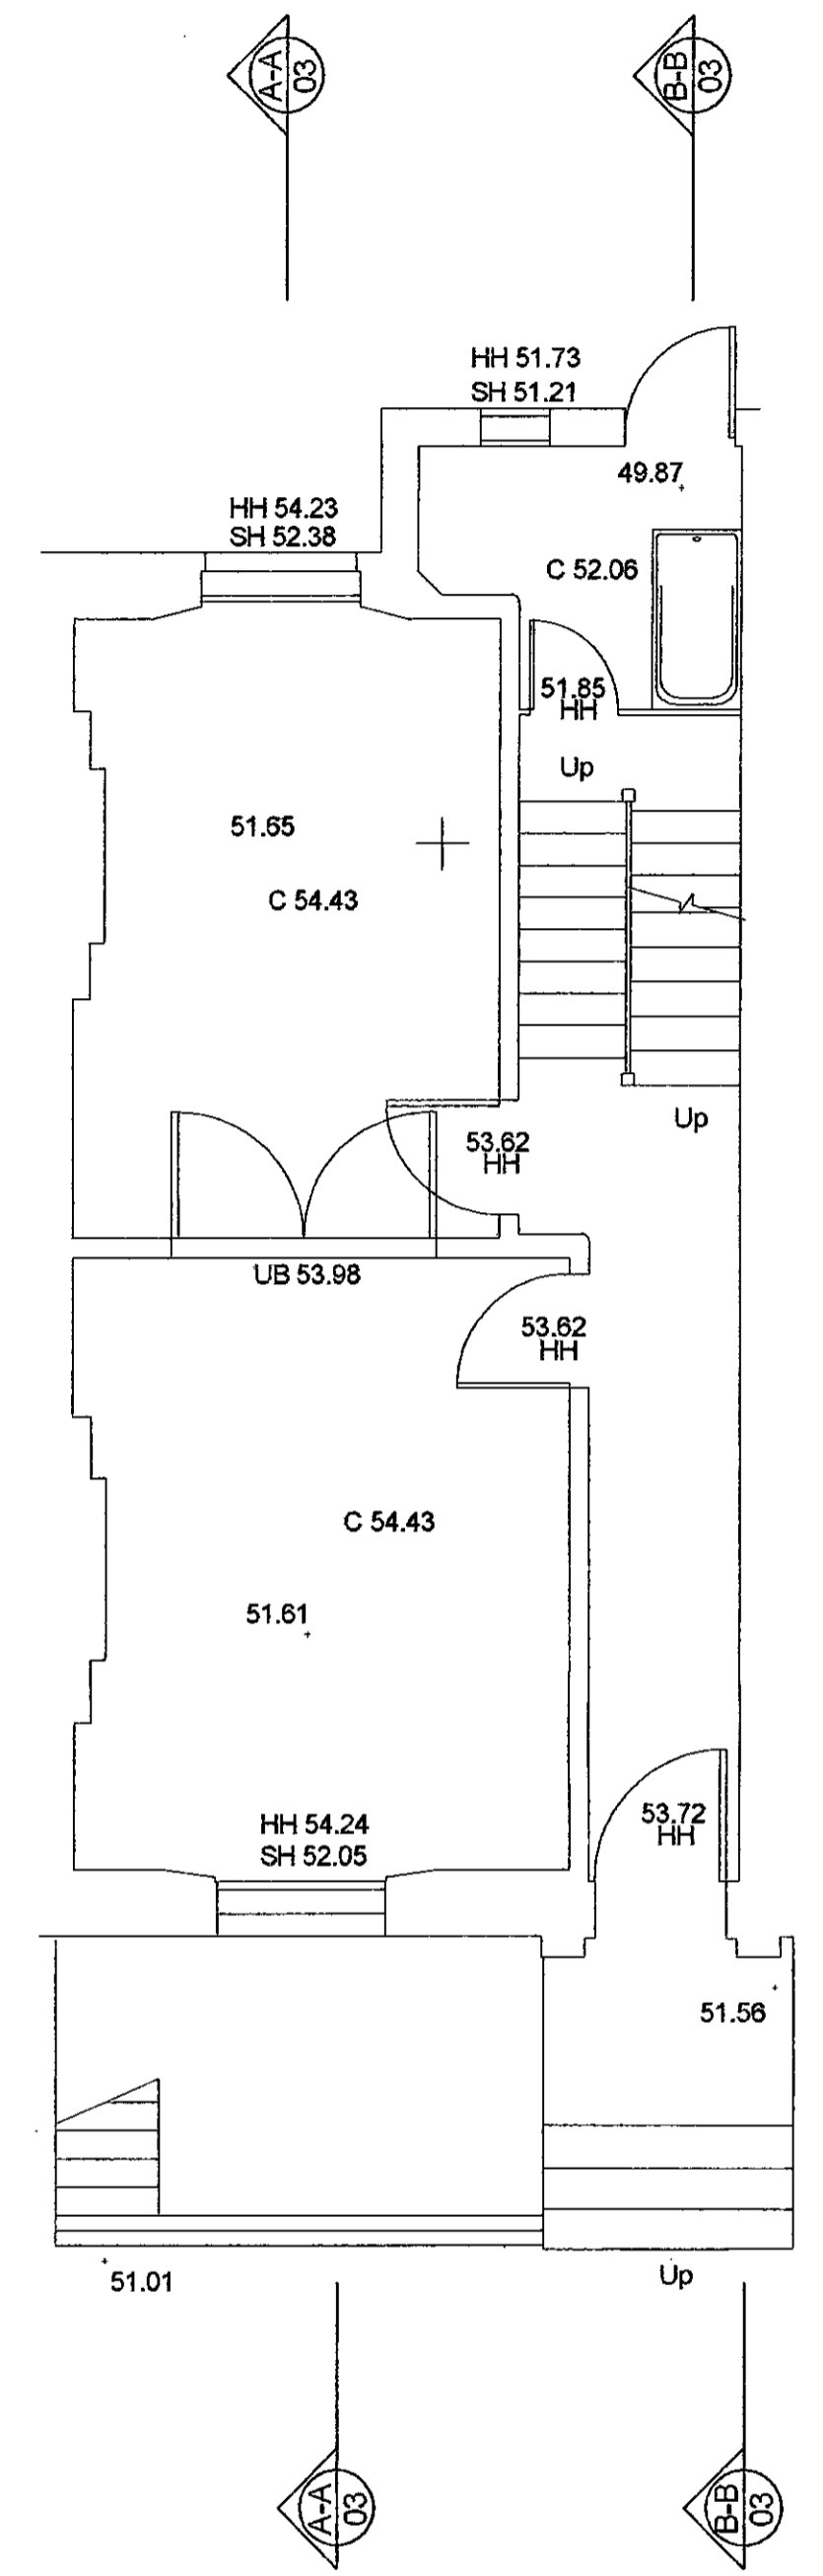 A-A
03
B-B
03
HH 51.73
SH 51.21
49.87
HH 54.23
SH 52.38
C 52.06
51.85
HH
Up
51.65
C 54.43
Up
53.62
HH
UB 53.98
53.62
HH
C 54.43
51.61
HH 54.24
SH 52.05
53.72
HH
51.56
51.01
Up
A-A
03
B-B
03